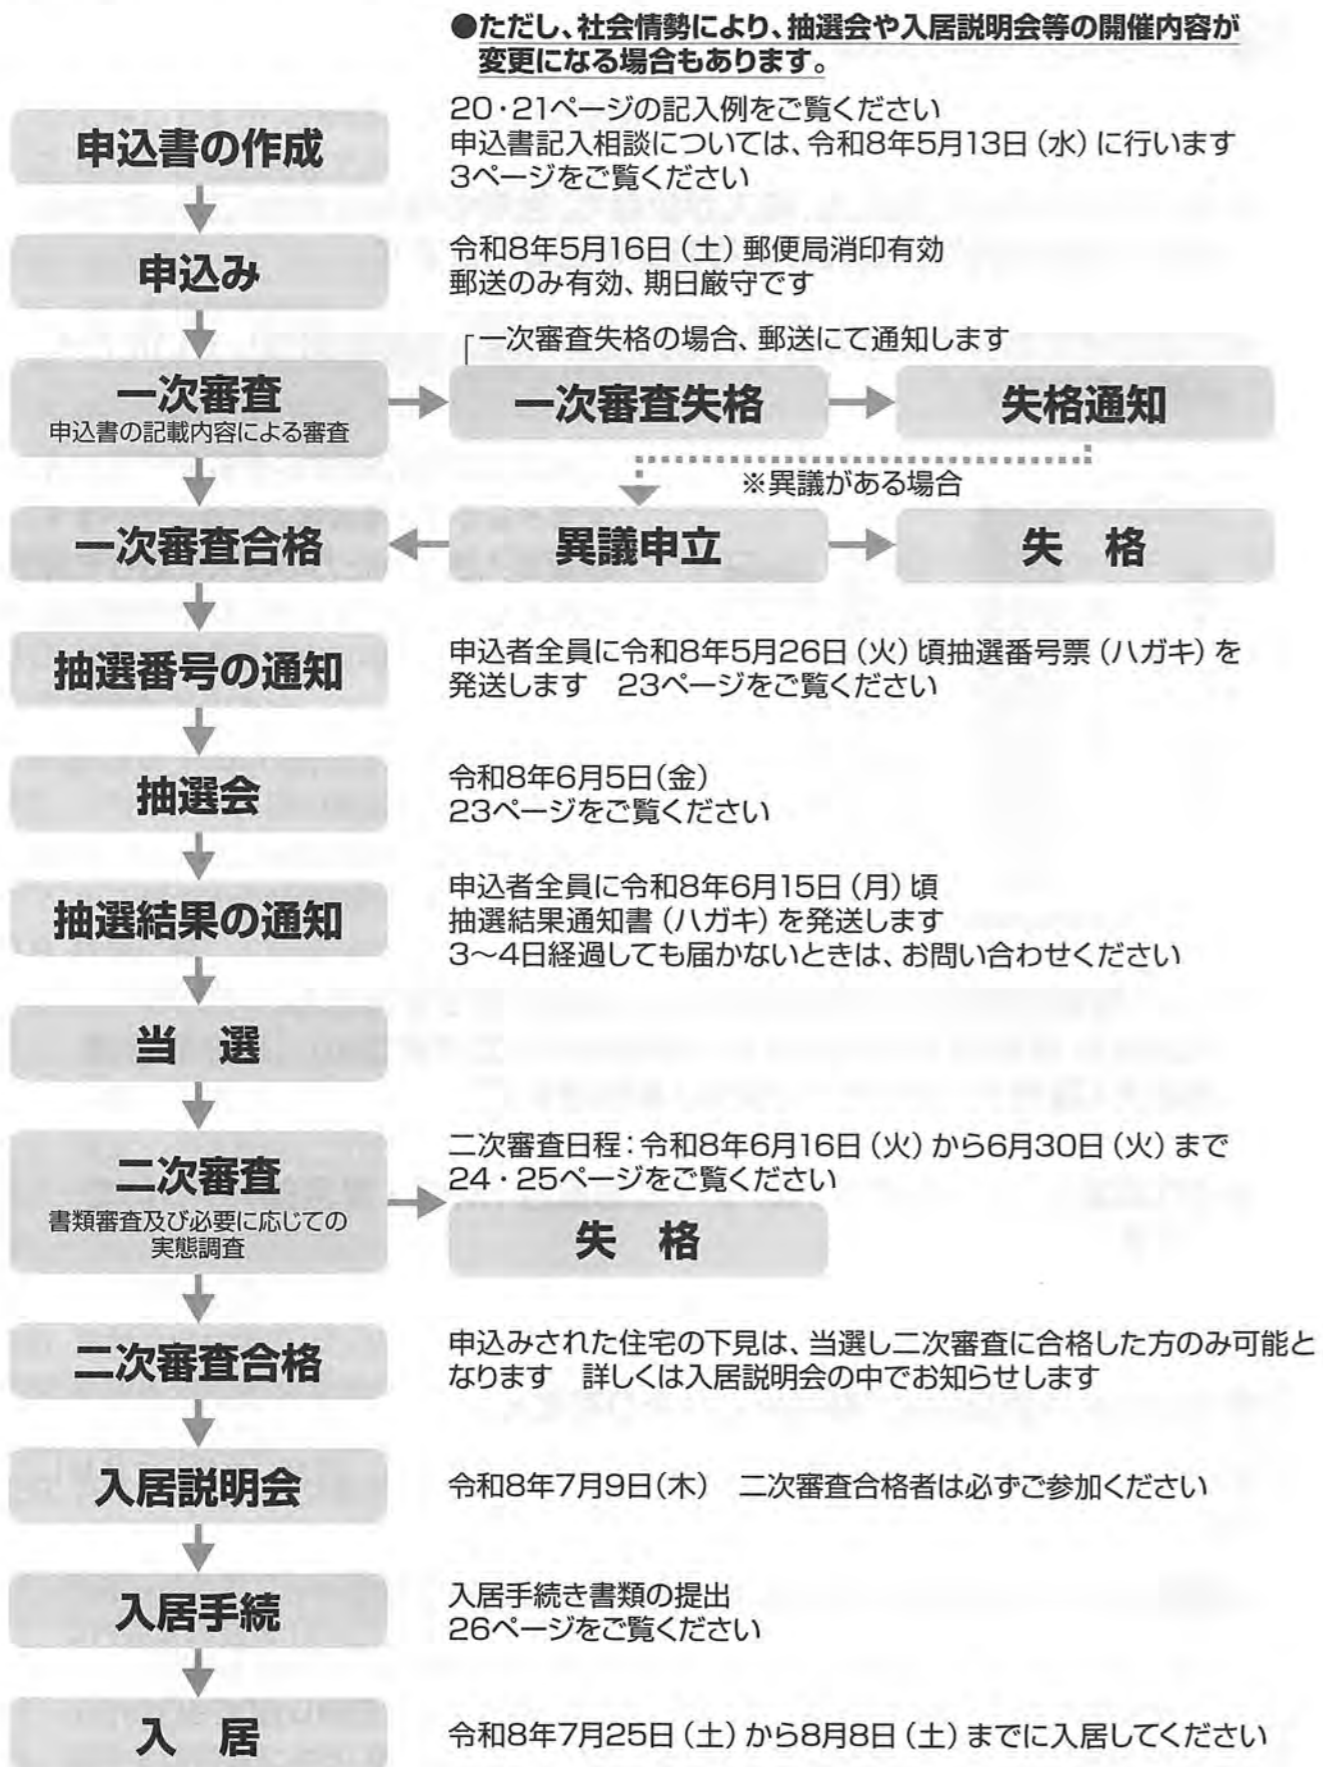 ●ただし、社会情勢により、抽選会や入居説明会等の開催内容が
変更になる場合もあります。
申込書の作成
20・21ページの記入例をご覧ください
申込書記入相談については、令和8年5月13日（水）に行います
3ページをご覧ください
申込み
令和8年5月16日（土）郵便局消印有効
郵送のみ有効、期日厳守です
一次審査失格の場合、郵送にて通知します
一次審査
申込書の記載内容による審査
一次審査失格
失格通知
※異議がある場合
一次審査合格
異議申立
失　格
抽選番号の通知
申込者全員に令和8年5月26日（火）頃抽選番号票（ハガキ）を
発送します　23ページをご覧ください
抽選会
令和8年6月5日（金）
23ページをご覧ください
抽選結果の通知
申込者全員に令和8年6月15日（月）頃
抽選結果通知書（ハガキ）を発送します
3～4日経過しても届かないときは、お問い合わせください
当　選
二次審査
書類審査及び必要に応じての
実態調査
二次審査日程：令和8年6月16日（火）から6月30日（火）まで
24・25ページをご覧ください
失　格
二次審査合格
申込みされた住宅の下見は、当選し二次審査に合格した方のみ可能と
なります　詳しくは入居説明会の中でお知らせします
入居説明会
令和8年7月9日（木）　二次審査合格者は必ずご参加ください
入居手続
入居手続き書類の提出
26ページをご覧ください
入　居
令和8年7月25日（土）から8月8日（土）までに入居してください